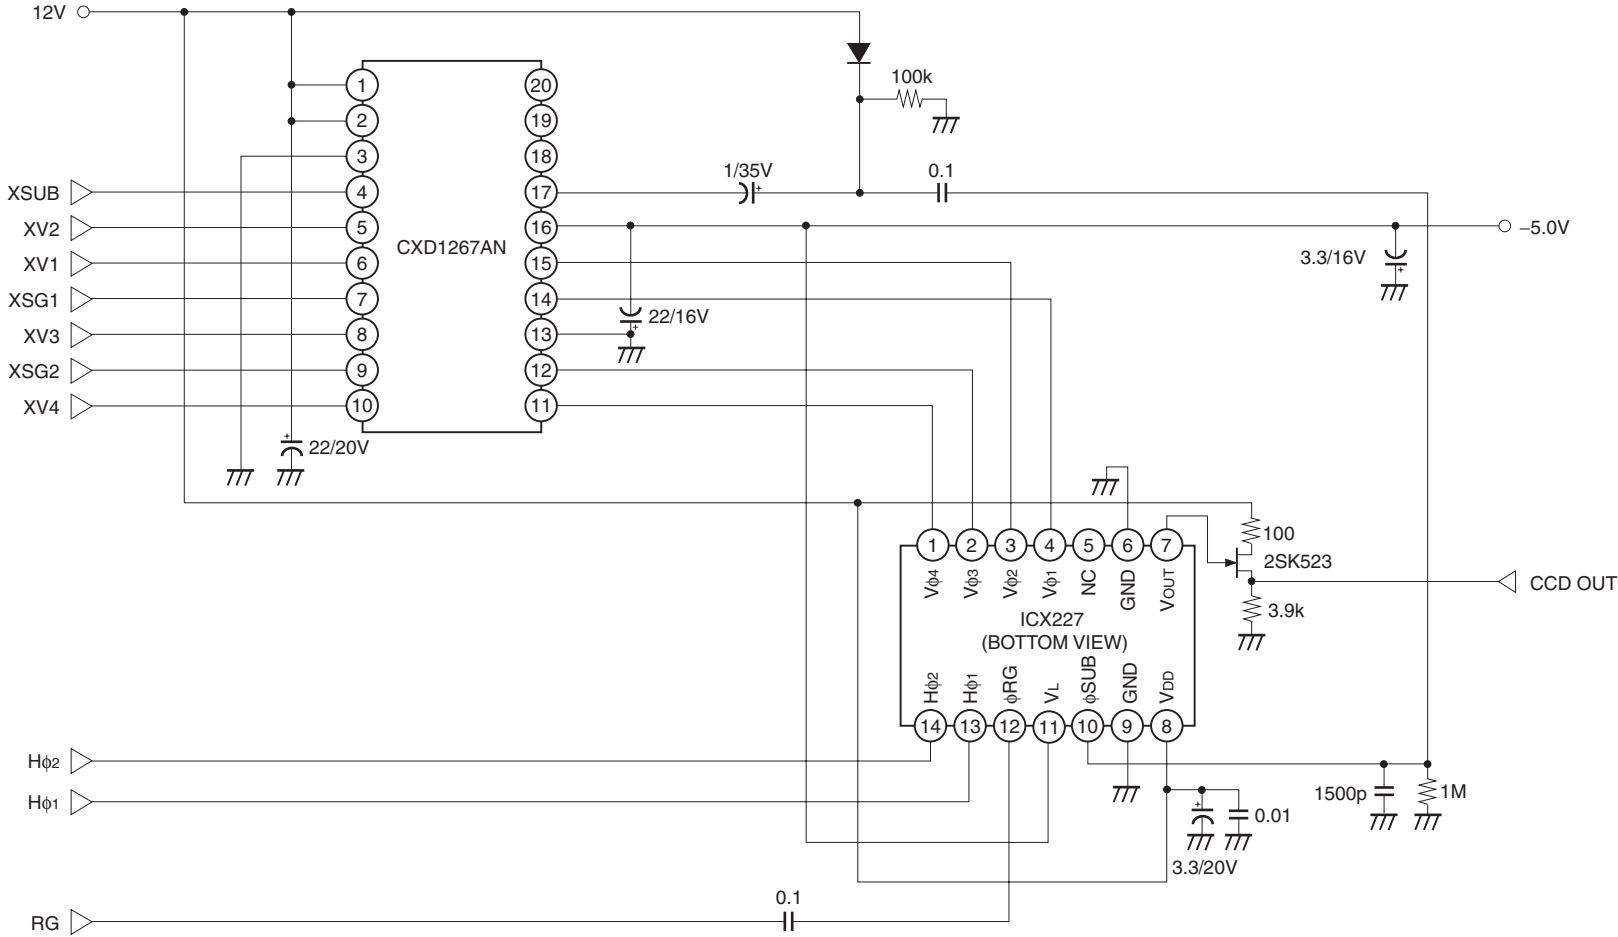 12V
100k
1
20
2
19
3
18
1/35V
+
0.1
XSUB
4
17
XV2
5
16
−5.0V
CXD1267AN
XV1
6
15
3.3/16V
+
XSG1
7
14
22/16V
+
XV3
8
13
XSG2
9
12
XV4
10
11
+
22/20V
100
2SK523
CCD OUT
3.9k
1
2
3
4
5
6
7
Vϕ4
Vϕ3
Vϕ2
Vϕ1
NC
GND
VOUT
ICX227
(BOTTOM VIEW)
Hϕ2
Hϕ1
ϕRG
VL
ϕSUB
GND
VDD
14
13
12
11
10
9
8
Hϕ2
Hϕ1
+
0.01
3.3/20V
1500p
1M
0.1
RG